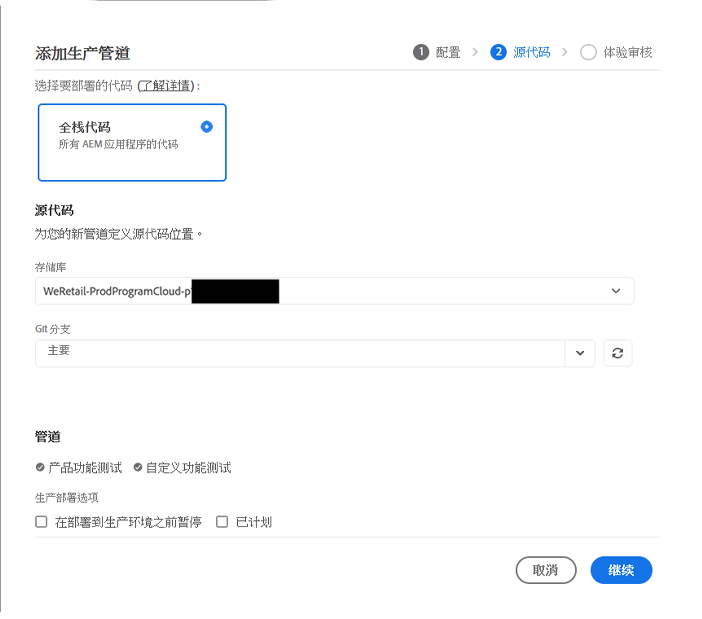 添加生产管道
1 配置 > 2 源代码 > 体验审核
选择要部署的代码 (了解详情) :
全栈代码
所有 AEM 应用程序的代码
源代码
为您的新管道定义源代码位置。
存储库
WeRetail-ProdProgramCloud-p
Git 分支
主要
管道
产品功能测试 自定义功能测试
生产部署选项
在部署到生产环境之前暂停 已计划
取消 继续